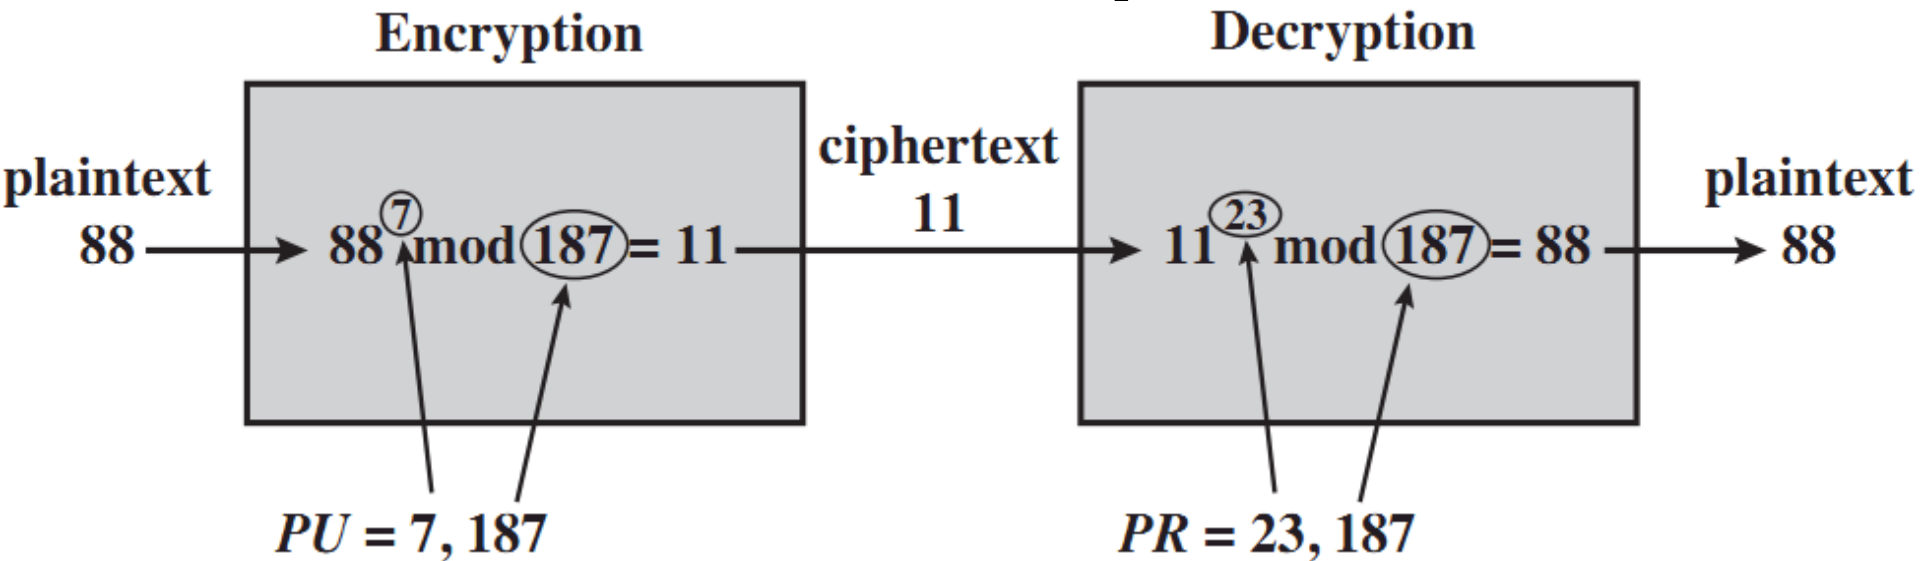 Encryption
Decryption
plaintext
88
88^7 mod 187 = 11
ciphertext
11
11^23 mod 187 = 88
plaintext
88
PU = 7, 187
PR = 23, 187